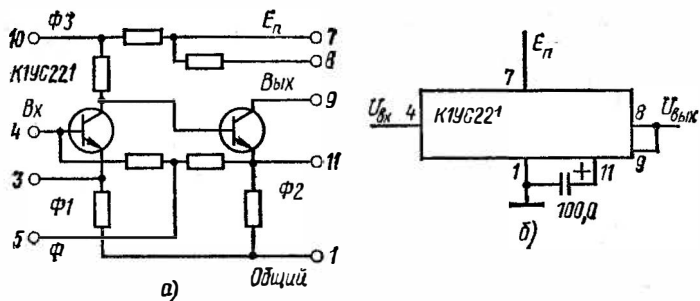 Ф3
Eп
10
7
8
К1УС221
Вых
9
Вх
4
3
11
Ф1
Ф2
5
Ф
1
Общий
а)
Eп
7
Uвх
4
К1УС221
8
Uвых
9
1
+
11
100,0
б)